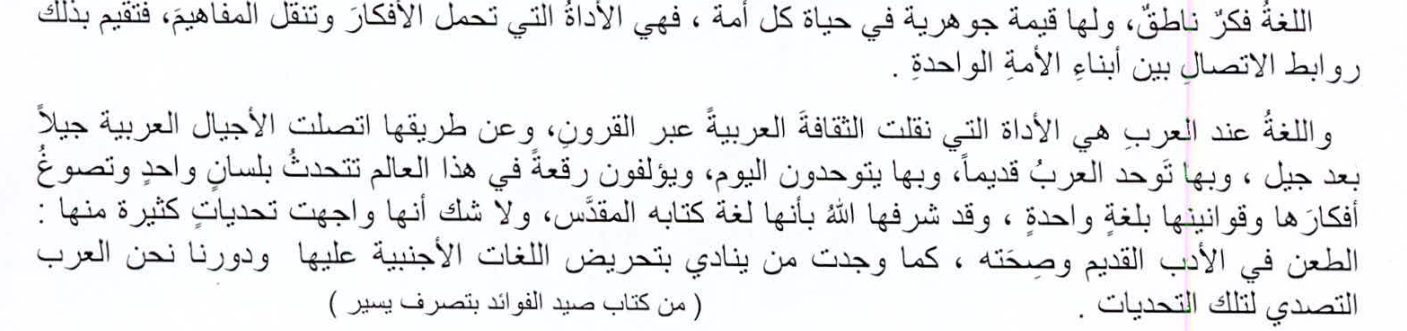 اللغةُ فكرٌ ناطقٌ، ولها قيمة جوهرية في حياة كل أمة ، فهي الأداةُ التي تحمل الأفكارَ وتنقل المفاهيمَ، فتقيم بذلك
روابط الاتصالِ بين أبناءِ الأمةِ الواحدةِ .
واللغةُ عند العربِ هي الأداة التي نقلت الثقافةَ العربيةً عبر القرونِ، وعن طريقها اتصلت الأجيال العربية جيلاً
بعد جيل ، وبها تَوحد العربُ قديماً، وبها يتوحدون اليوم، ويؤلفون رقعةً في هذا العالم تتحدثُ بلسانٍ واحدٍ وتصوغُ
أفكارَها وقوانينها بلغةٍ واحدةٍ ، وقد شرفها اللهُ بأنها لغة كتابه المقدَّس، ولا شك أنها واجهت تحدياتٍ كثيرة منها :
الطعن في الأدب القديم وصِحَته ، كما وجدت من ينادي بتحريض اللغات الأجنبية عليها ودورنا نحن العرب
التصدي لتلك التحديات . ( من كتاب صيد الفوائد بتصرف يسير )